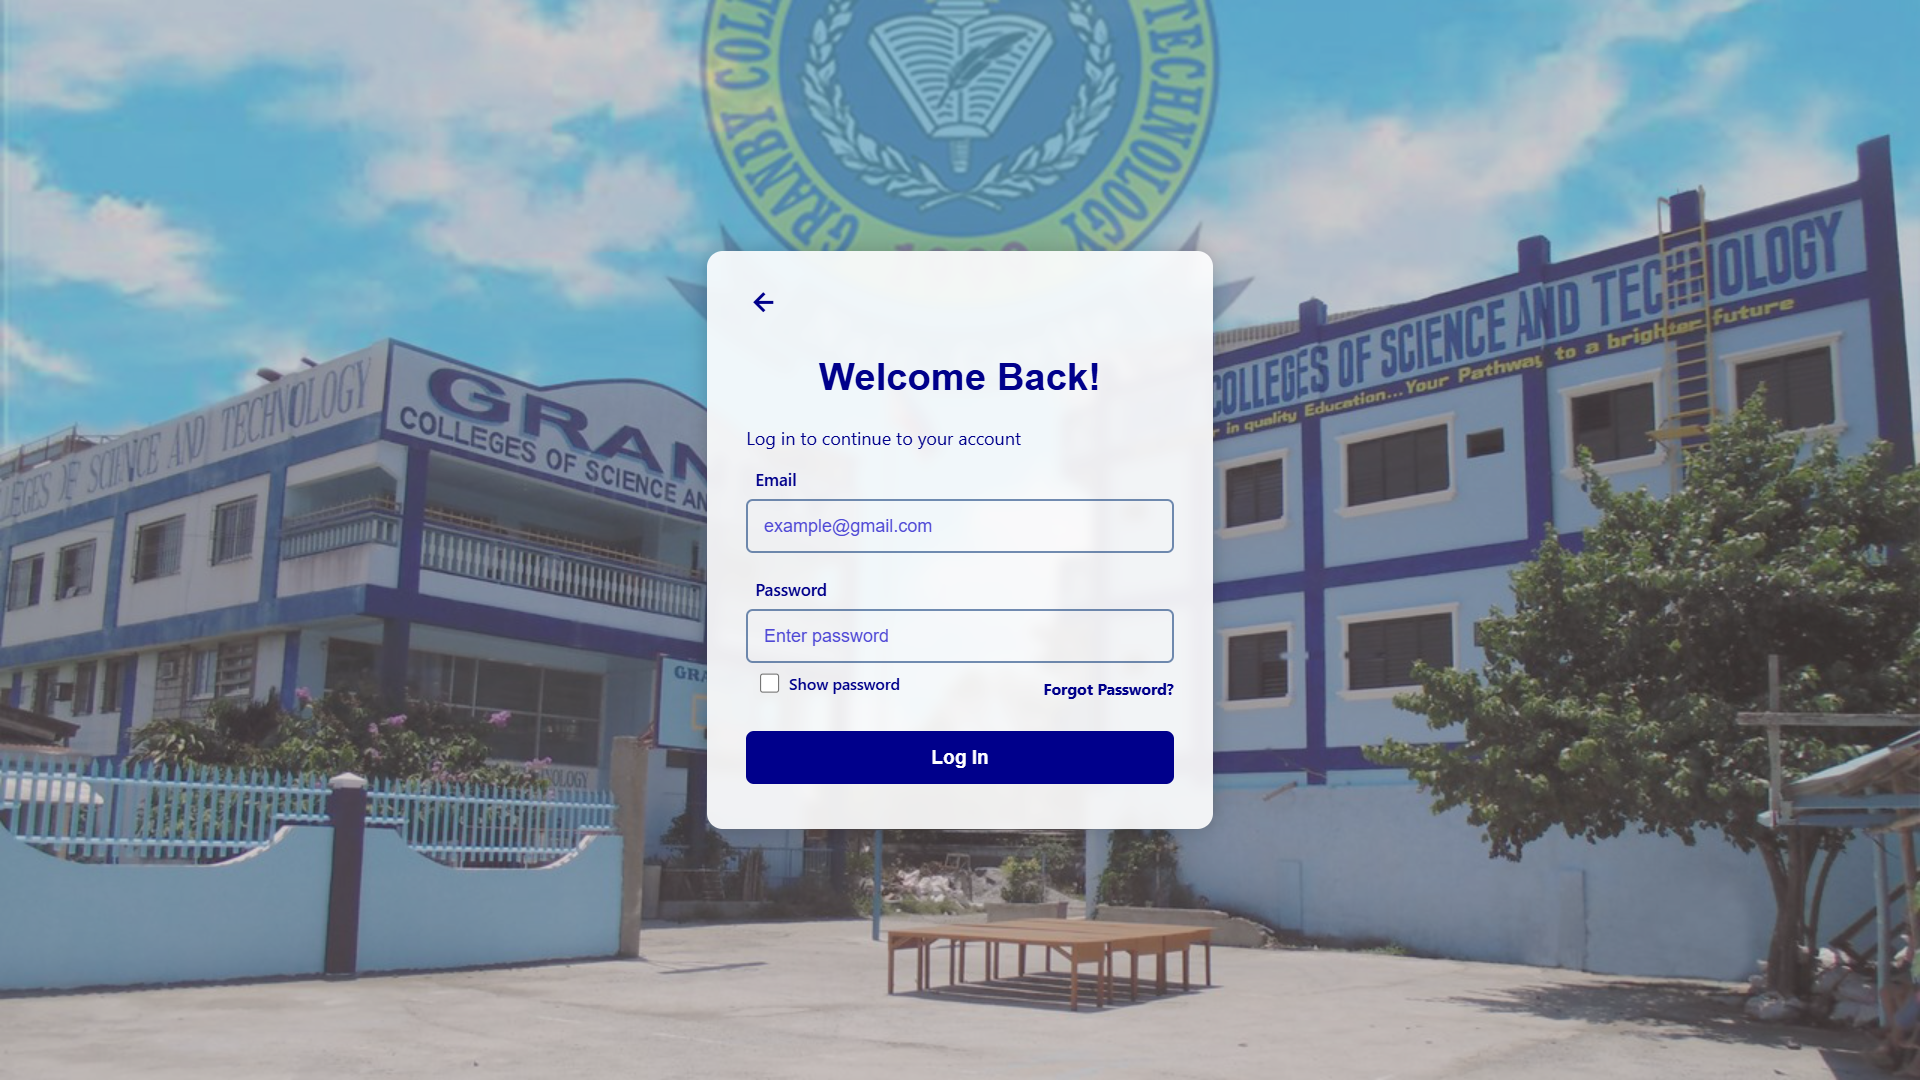 GRANBY COLL
TECHNOLOGY
COLLEGES OF SCIENCE AND TECHNOLOGY
in quality Education...Your Pathway to a brighter future
COLLEGES OF SCIENCE AND TECHNOLOGY
GRAN
COLLEGES OF SCIENCE AN
GRA
Welcome Back!
Log in to continue to your account
Email
example@gmail.com
Password
Enter password
Show password
Forgot Password?
Log In